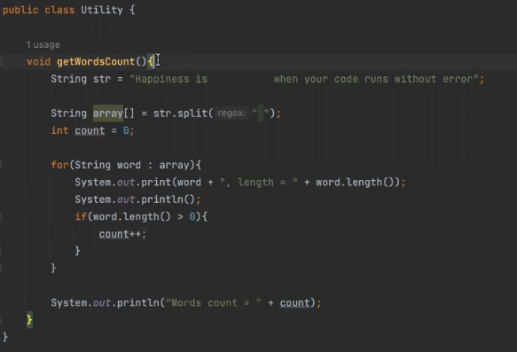 public class Utility {
1 usage
void getWordsCount(){
String str = "Happiness is           when your code runs without error";
String array[] = str.split( regex: " ");
int count = 0;
for(String word : array){
System.out.print(word + ", length = " + word.length());
System.out.println();
if(word.length() > 0){
count++;
}
}
System.out.println("Words count = " + count);
}
}